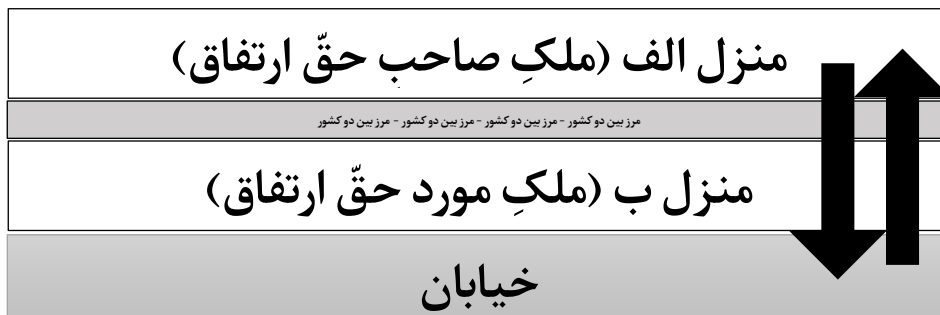 منزل الف (ملکِ صاحبِ حقّ ارتفاق)
مرز بین دو کشور - مرز بین دو کشور - مرز بین دو کشور - مرز بین دو کشور
منزل ب (ملکِ مورد حقّ ارتفاق)
خیابان